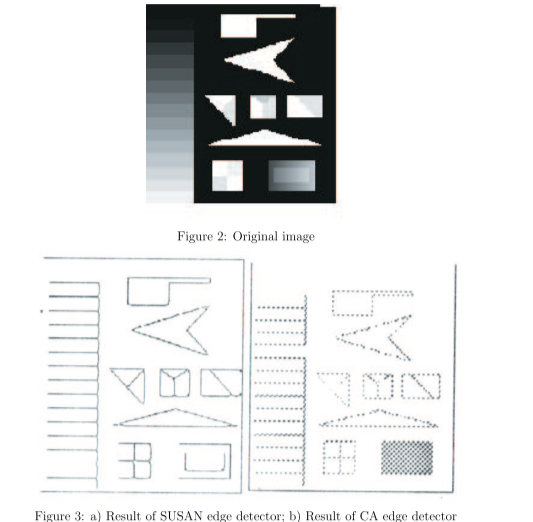 Figure 2: Original image
Figure 3: a) Result of SUSAN edge detector; b) Result of CA edge detector